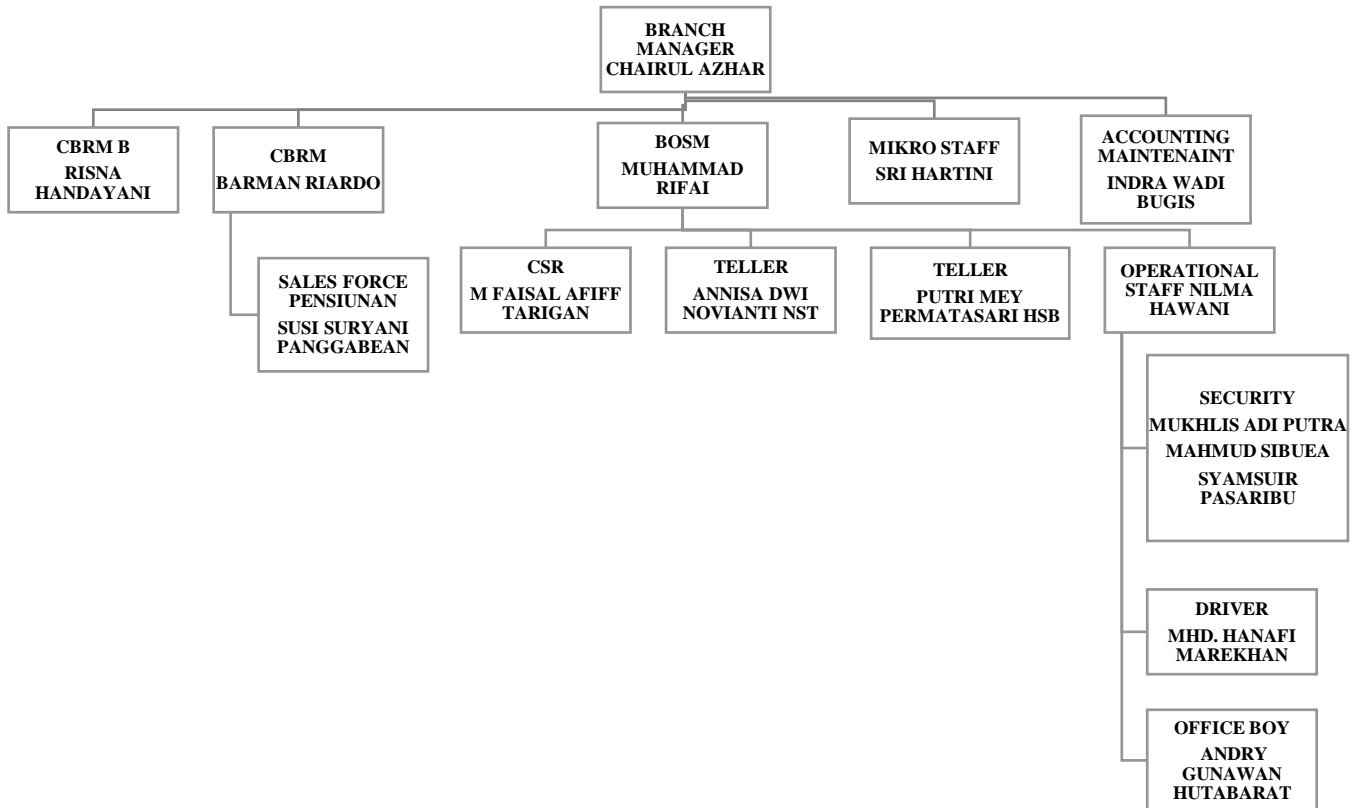 BRANCH
MANAGER
CHAIRUL AZHAR
CBRM B
RISNA
HANDAYANI
CBRM
BARMAN RIARDO
BOSM
MUHAMMAD
RIFAI
MIKRO STAFF
SRI HARTINI
ACCOUNTING
MAINTENAINT
INDRA WADI
BUGIS
SALES FORCE
PENSIUNAN
SUSI SURYANI
PANGGABEAN
CSR
M FAISAL AFIFF
TARIGAN
TELLER
ANNISA DWI
NOVIANTI NST
TELLER
PUTRI MEY
PERMATASARI HSB
OPERATIONAL
STAFF NILMA
HAWANI
SECURITY
MUKHLIS ADI PUTRA
MAHMUD SIBUEA
SYAMSUIR
PASARIBU
DRIVER
MHD. HANAFI
MAREKHAN
OFFICE BOY
ANDRY
GUNAWAN
HUTABARAT